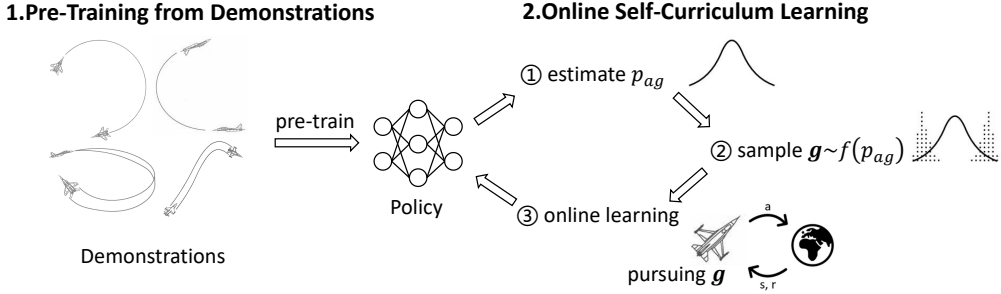 1.Pre-Training from Demonstrations
2.Online Self-Curriculum Learning
① estimate p_ag
pre-train
② sample g~f(p_ag)
Policy
③ online learning
a
Demonstrations
pursuing g
s, r